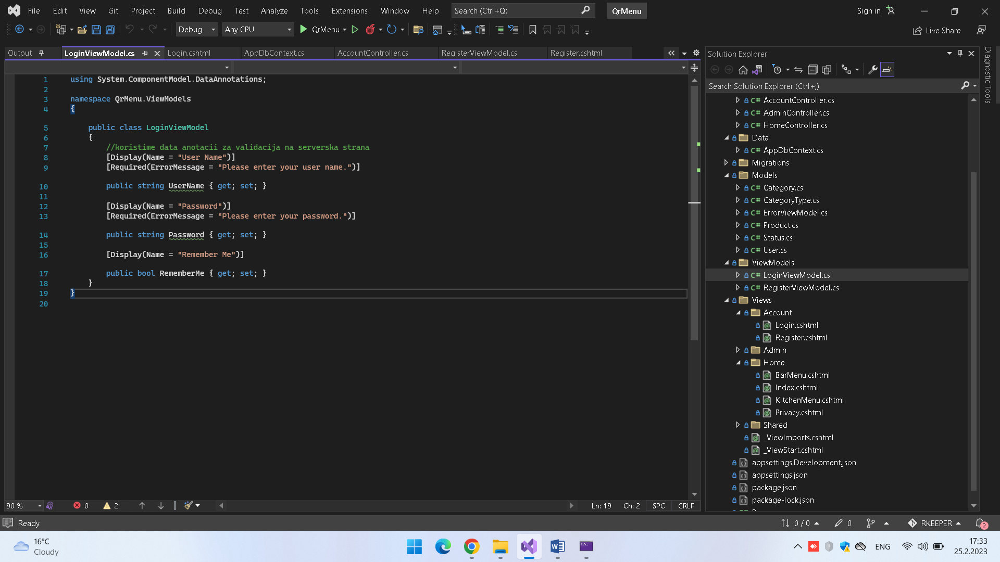 File Edit View Git Project Build Debug Test Analyze Tools Extensions Window Help Search (Ctrl+Q) QrMenu Sign in
Debug Any CPU QrMenu Live Share
Output LoginViewModel.cs Login.cshtml AppDbContext.cs AccountController.cs RegisterViewModel.cs Register.cshtml
1 using System.ComponentModel.DataAnnotations;
2
3 namespace QrMenu.ViewModels
4 {
5 public class LoginViewModel
6 {
7 //koristime data anotacii za validacija na serverska strana
8 [Display(Name = "User Name")]
9 [Required(ErrorMessage = "Please enter your user name.")]
10 public string UserName { get; set; }
11
12 [Display(Name = "Password")]
13 [Required(ErrorMessage = "Please enter your password.")]
14 public string Password { get; set; }
15
16 [Display(Name = "Remember Me")]
17 public bool RememberMe { get; set; }
18 }
19 }
20
90 % 0 2 Ln: 19 Ch: 2 SPC CRLF
Solution Explorer
Search Solution Explorer (Ctrl+;)
C# AccountController.cs
C# AdminController.cs
C# HomeController.cs
Data
C# AppDbContext.cs
Migrations
Models
C# Category.cs
C# CategoryType.cs
C# ErrorViewModel.cs
C# Product.cs
C# Status.cs
C# User.cs
ViewModels
C# LoginViewModel.cs
C# RegisterViewModel.cs
Views
Account
Login.cshtml
Register.cshtml
Admin
Home
BarMenu.cshtml
Index.cshtml
KitchenMenu.cshtml
Privacy.cshtml
Shared
_ViewImports.cshtml
_ViewStart.cshtml
appsettings.Development.json
appsettings.json
package.json
package-lock.json
Diagnostic Tools
Ready 0 / 0 0 RKEEPER 2
16°C
Cloudy
ENG
17:33
25.2.2023